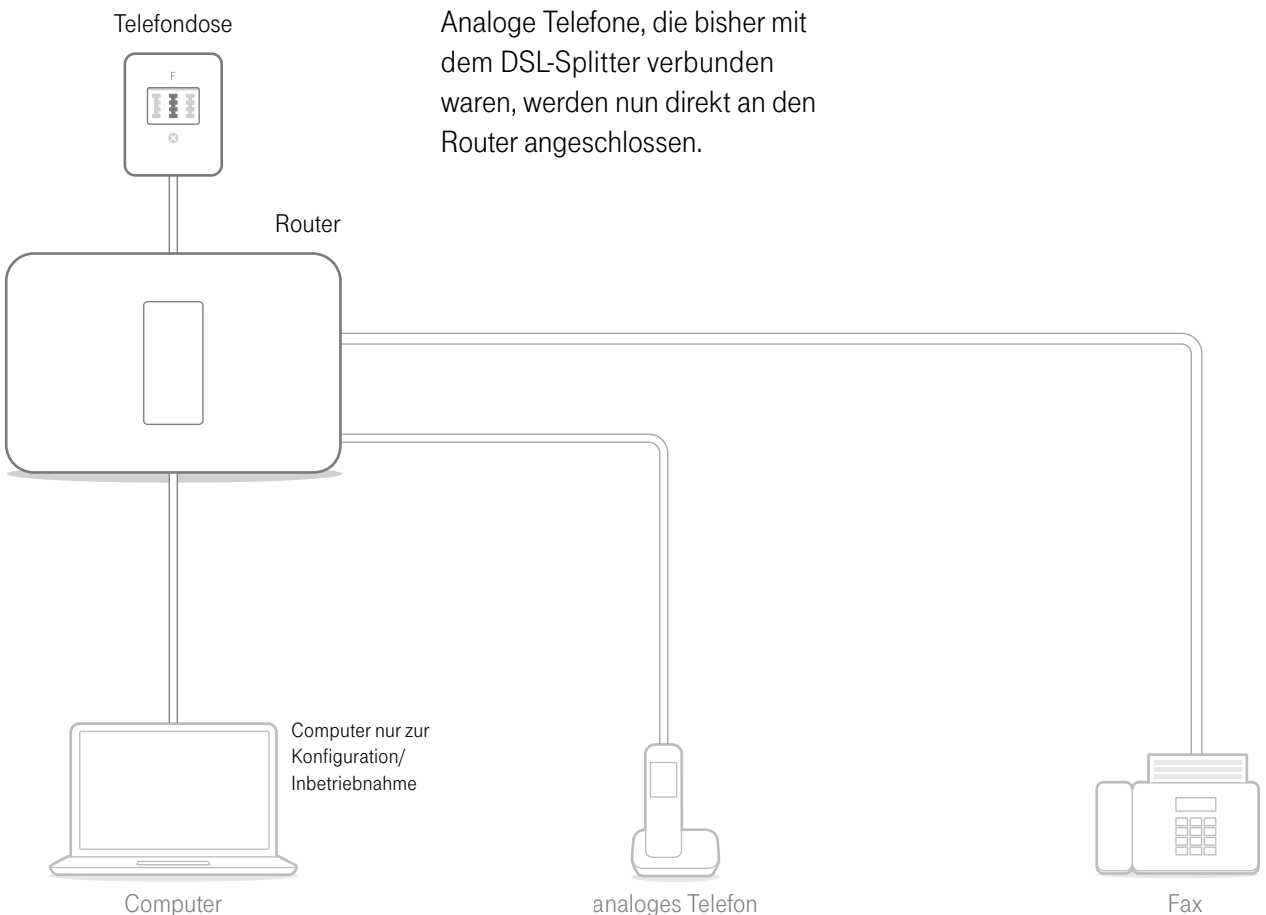 Telefondose
F
Analoge Telefone, die bisher mit
dem DSL-Splitter verbunden
waren, werden nun direkt an den
Router angeschlossen.
Router
Computer nur zur
Konfiguration/
Inbetriebnahme
Computer
analoges Telefon
Fax